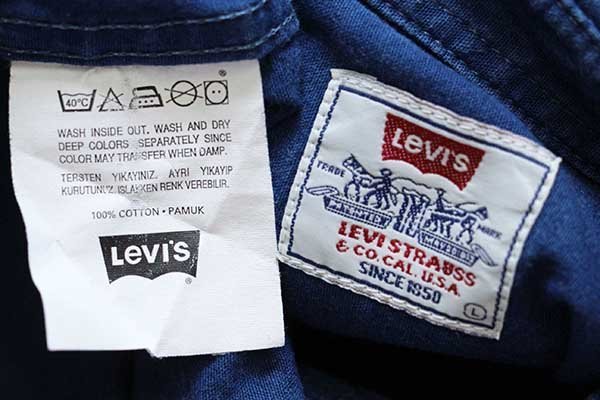 40°C
WASH INSIDE OUT. WASH AND DRY
DEEP COLORS SEPARATELY SINCE
COLOR MAY TRANSFER WHEN DAMP.
TERSTEN YIKAYINIZ. AYRI YIKAYIP
KURUTUNUZ. ISLAKKEN RENK VEREBILIR.
100% COTTON • PAMUK
LEVI'S
®
LEVI'S
TRADE MARK
LEVI STRAUSS
& CO. CAL. U.S.A.
SINCE 1850
L